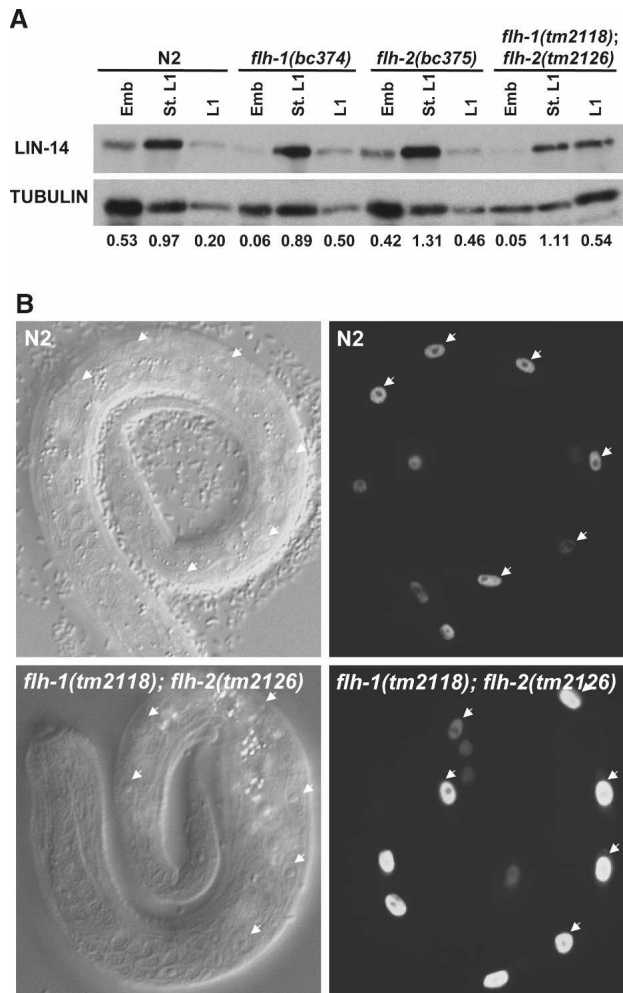 A
N2
flh-1(bc374)
flh-2(bc375)
flh-1(tm2118);
flh-2(tm2126)
Emb St. L1 L1 Emb St. L1 L1 Emb St. L1 L1 Emb St. L1 L1
LIN-14
TUBULIN
0.53 0.97 0.20 0.06 0.89 0.50 0.42 1.31 0.46 0.05 1.11 0.54
B
N2
N2
flh-1(tm2118); flh-2(tm2126)
flh-1(tm2118); flh-2(tm2126)